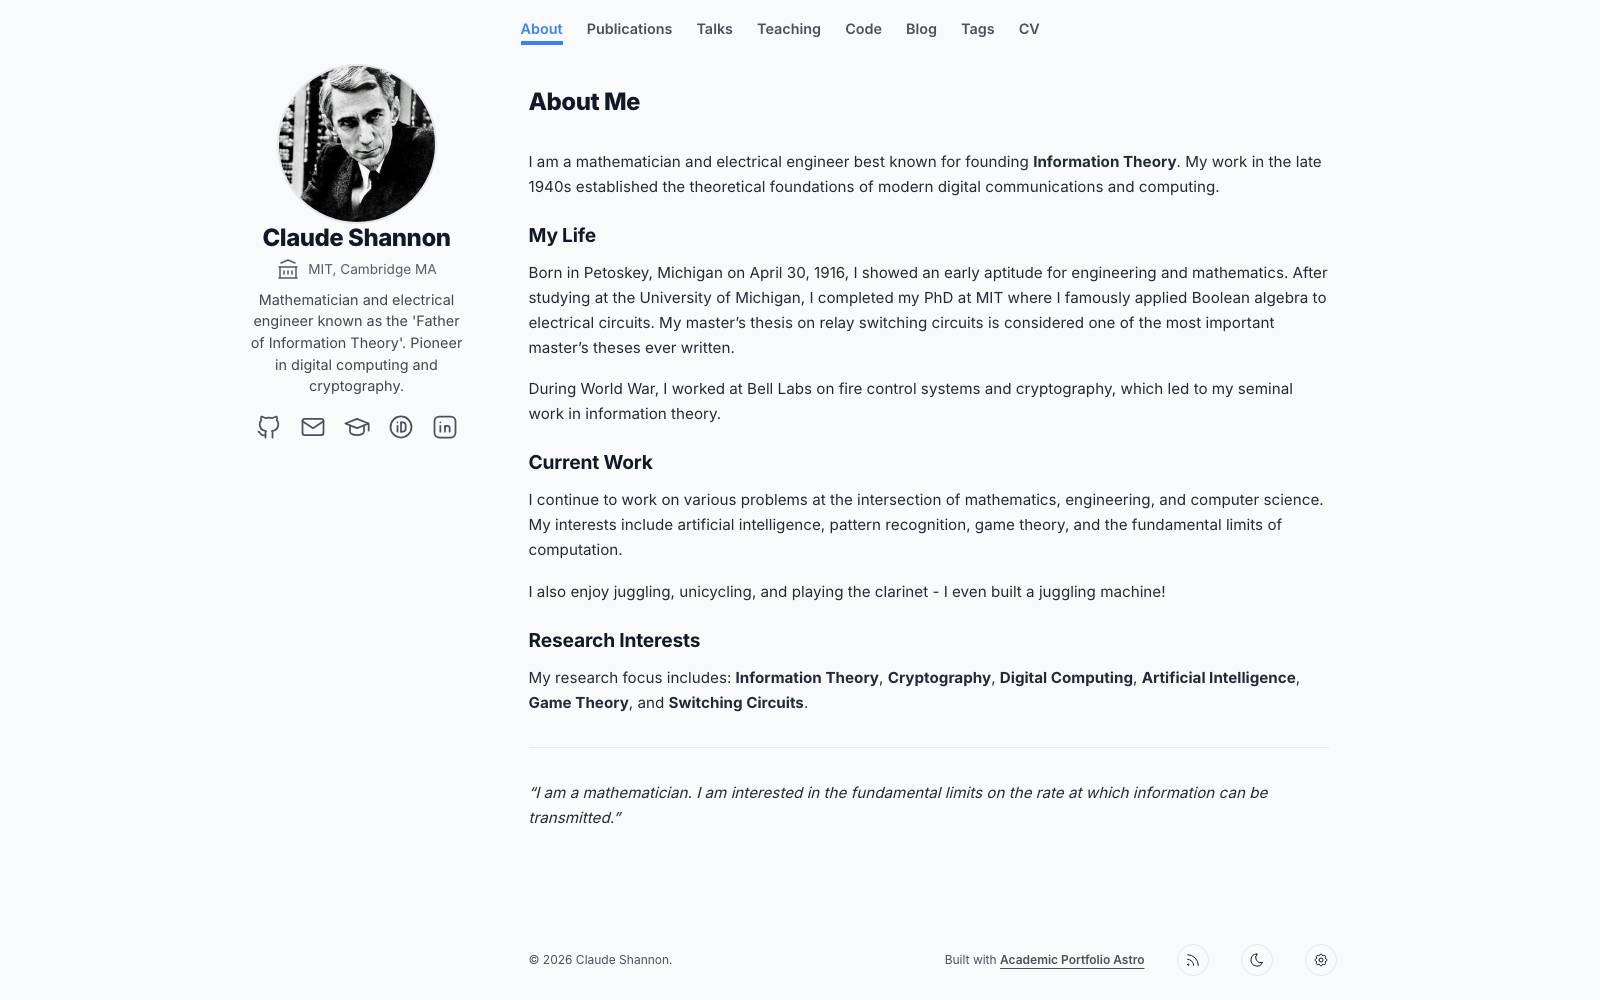 About Publications Talks Teaching Code Blog Tags CV
Claude Shannon
MIT, Cambridge MA
Mathematician and electrical
engineer known as the 'Father
of Information Theory'. Pioneer
in digital computing and
cryptography.
iD
in
About Me
I am a mathematician and electrical engineer best known for founding Information Theory. My work in the late
1940s established the theoretical foundations of modern digital communications and computing.
My Life
Born in Petoskey, Michigan on April 30, 1916, I showed an early aptitude for engineering and mathematics. After
studying at the University of Michigan, I completed my PhD at MIT where I famously applied Boolean algebra to
electrical circuits. My master’s thesis on relay switching circuits is considered one of the most important
master’s theses ever written.
During World War, I worked at Bell Labs on fire control systems and cryptography, which led to my seminal
work in information theory.
Current Work
I continue to work on various problems at the intersection of mathematics, engineering, and computer science.
My interests include artificial intelligence, pattern recognition, game theory, and the fundamental limits of
computation.
I also enjoy juggling, unicycling, and playing the clarinet - I even built a juggling machine!
Research Interests
My research focus includes: Information Theory, Cryptography, Digital Computing, Artificial Intelligence,
Game Theory, and Switching Circuits.
“I am a mathematician. I am interested in the fundamental limits on the rate at which information can be
transmitted.”
© 2026 Claude Shannon.
Built with Academic Portfolio Astro